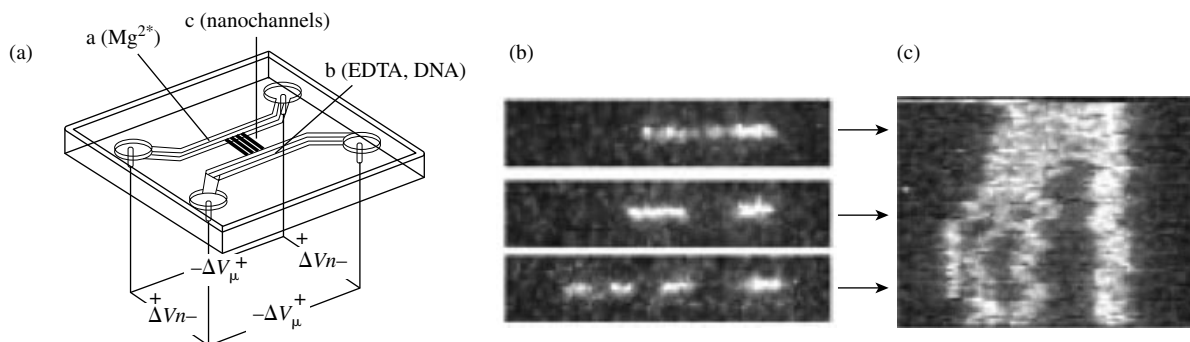 (a)
a (Mg2*)
c (nanochannels)
b (EDTA, DNA)
+
ΔVn–
–ΔVμ+
+
ΔVn–
–ΔVμ+
(b)
(c)